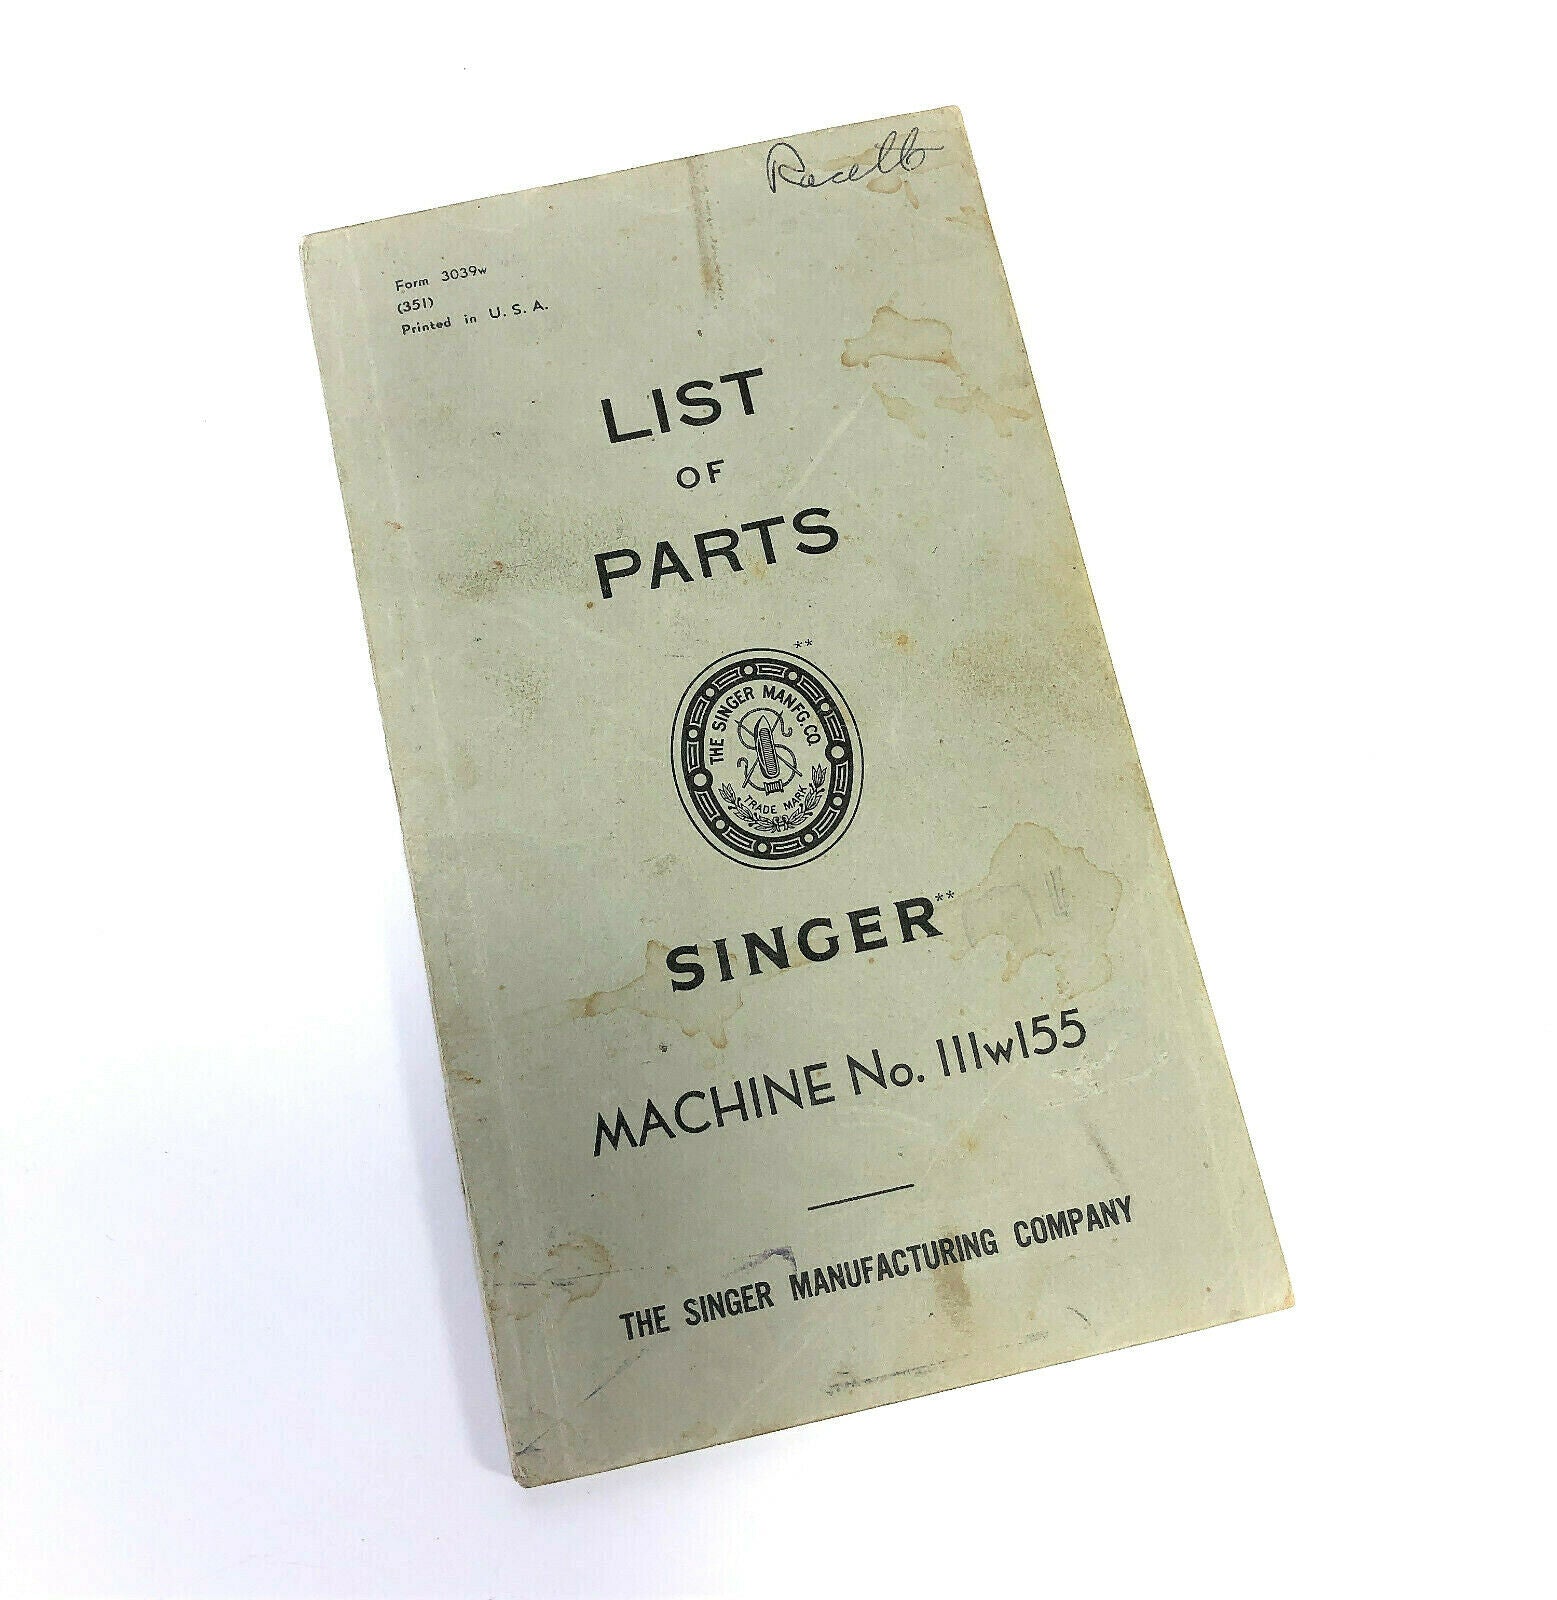 Form 3039w
(351)
Printed in U. S. A.
LIST
OF
PARTS
**
THE SINGER MANFG. CO.
TRADE MARK
SINGER**
MACHINE No. 111w155
THE SINGER MANUFACTURING COMPANY